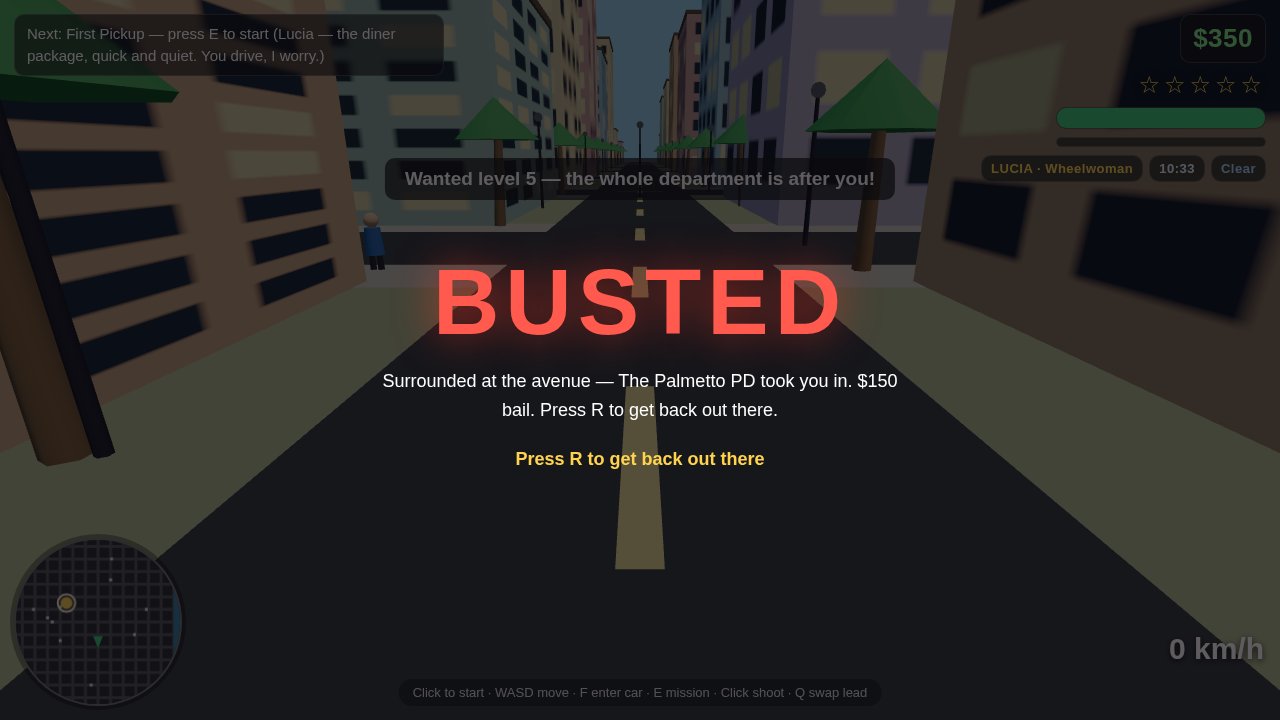 Next: First Pickup — press E to start (Lucia — the diner
package, quick and quiet. You drive, I worry.)
$350
☆☆☆☆☆
LUCIA · Wheelwoman
10:33
Clear
Wanted level 5 — the whole department is after you!
BUSTED
Surrounded at the avenue — The Palmetto PD took you in. $150
bail. Press R to get back out there.
Press R to get back out there
0 km/h
Click to start · WASD move · F enter car · E mission · Click shoot · Q swap lead